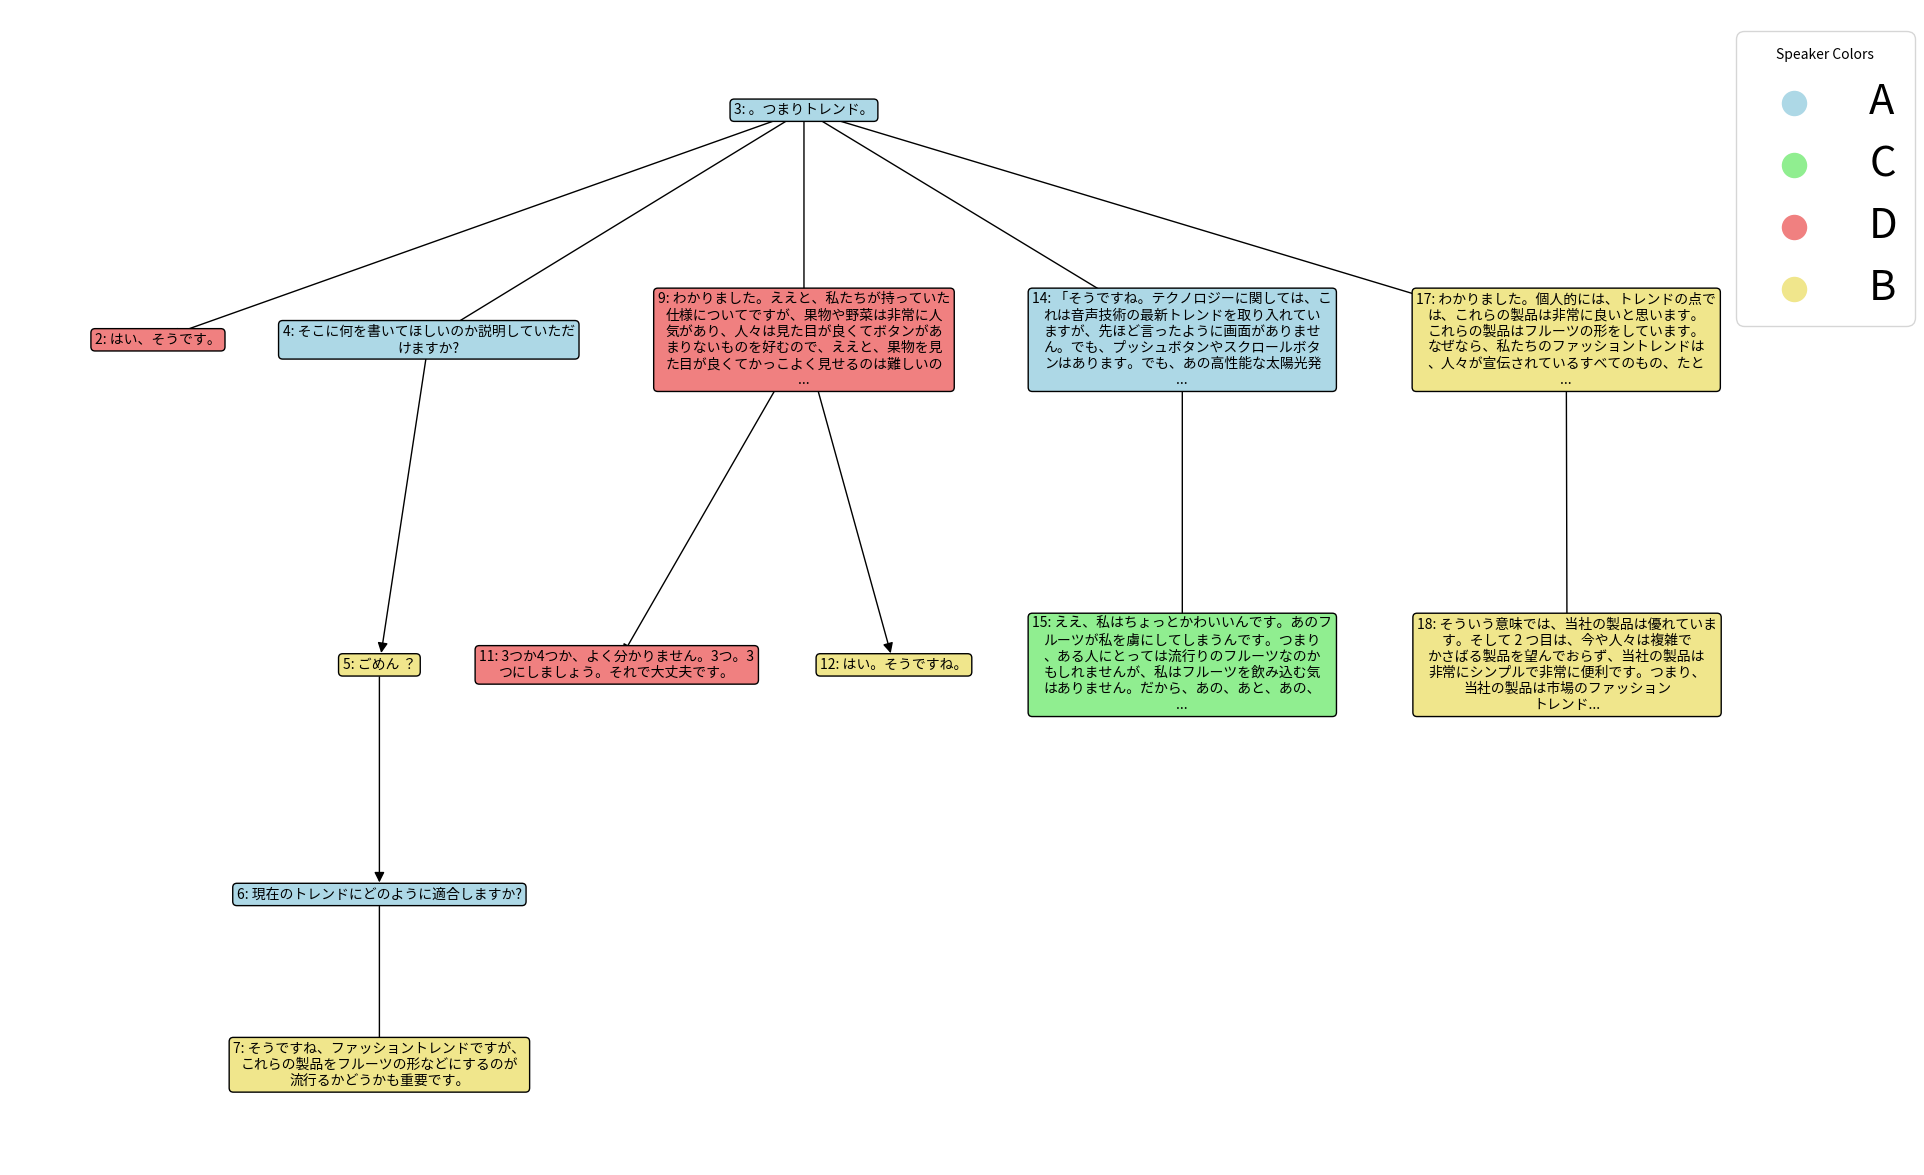 Speaker Colors
A
C
D
B
3: 。つまりトレンド。
2: はい、そうです。
4: そこに何を書いてほしいのか説明していただ
けますか?
9: わかりました。ええと、私たちが持っていた
仕様についてですが、果物や野菜は非常に人
気があり、人々は見た目が良くてボタンがあ
まりないものを好むので、ええと、果物を見
た目が良くてかっこよく見せるのは難しいの
...
14: 「そうですね。テクノロジーに関しては、こ
れは音声技術の最新トレンドを取り入れてい
ますが、先ほど言ったように画面がありませ
ん。でも、プッシュボタンやスクロールボタ
ンはあります。でも、あの高性能な太陽光発
...
17: わかりました。個人的には、トレンドの点で
は、これらの製品は非常に良いと思います。
これらの製品はフルーツの形をしています。
なぜなら、私たちのファッショントレンドは
、人々が宣伝されているすべてのもの、たと
...
5: ごめん ？
11: 3つか4つか、よく分かりません。3つ。3
つにしましょう。それで大丈夫です。
12: はい。そうですね。
15: ええ、私はちょっとかわいいんです。あのフ
ルーツが私を虜にしてしまうんです。つまり
、ある人にとっては流行りのフルーツなのか
もしれませんが、私はフルーツを飲み込む気
はありません。だから、あの、あと、あの、
...
18: そういう意味では、当社の製品は優れていま
す。そして 2 つ目は、今や人々は複雑で
かさばる製品を望んでおらず、当社の製品は
非常にシンプルで非常に便利です。つまり、
当社の製品は市場のファッション
トレンド...
6: 現在のトレンドにどのように適合しますか?
7: そうですね、ファッショントレンドですが、
これらの製品をフルーツの形などにするのが
流行るかどうかも重要です。